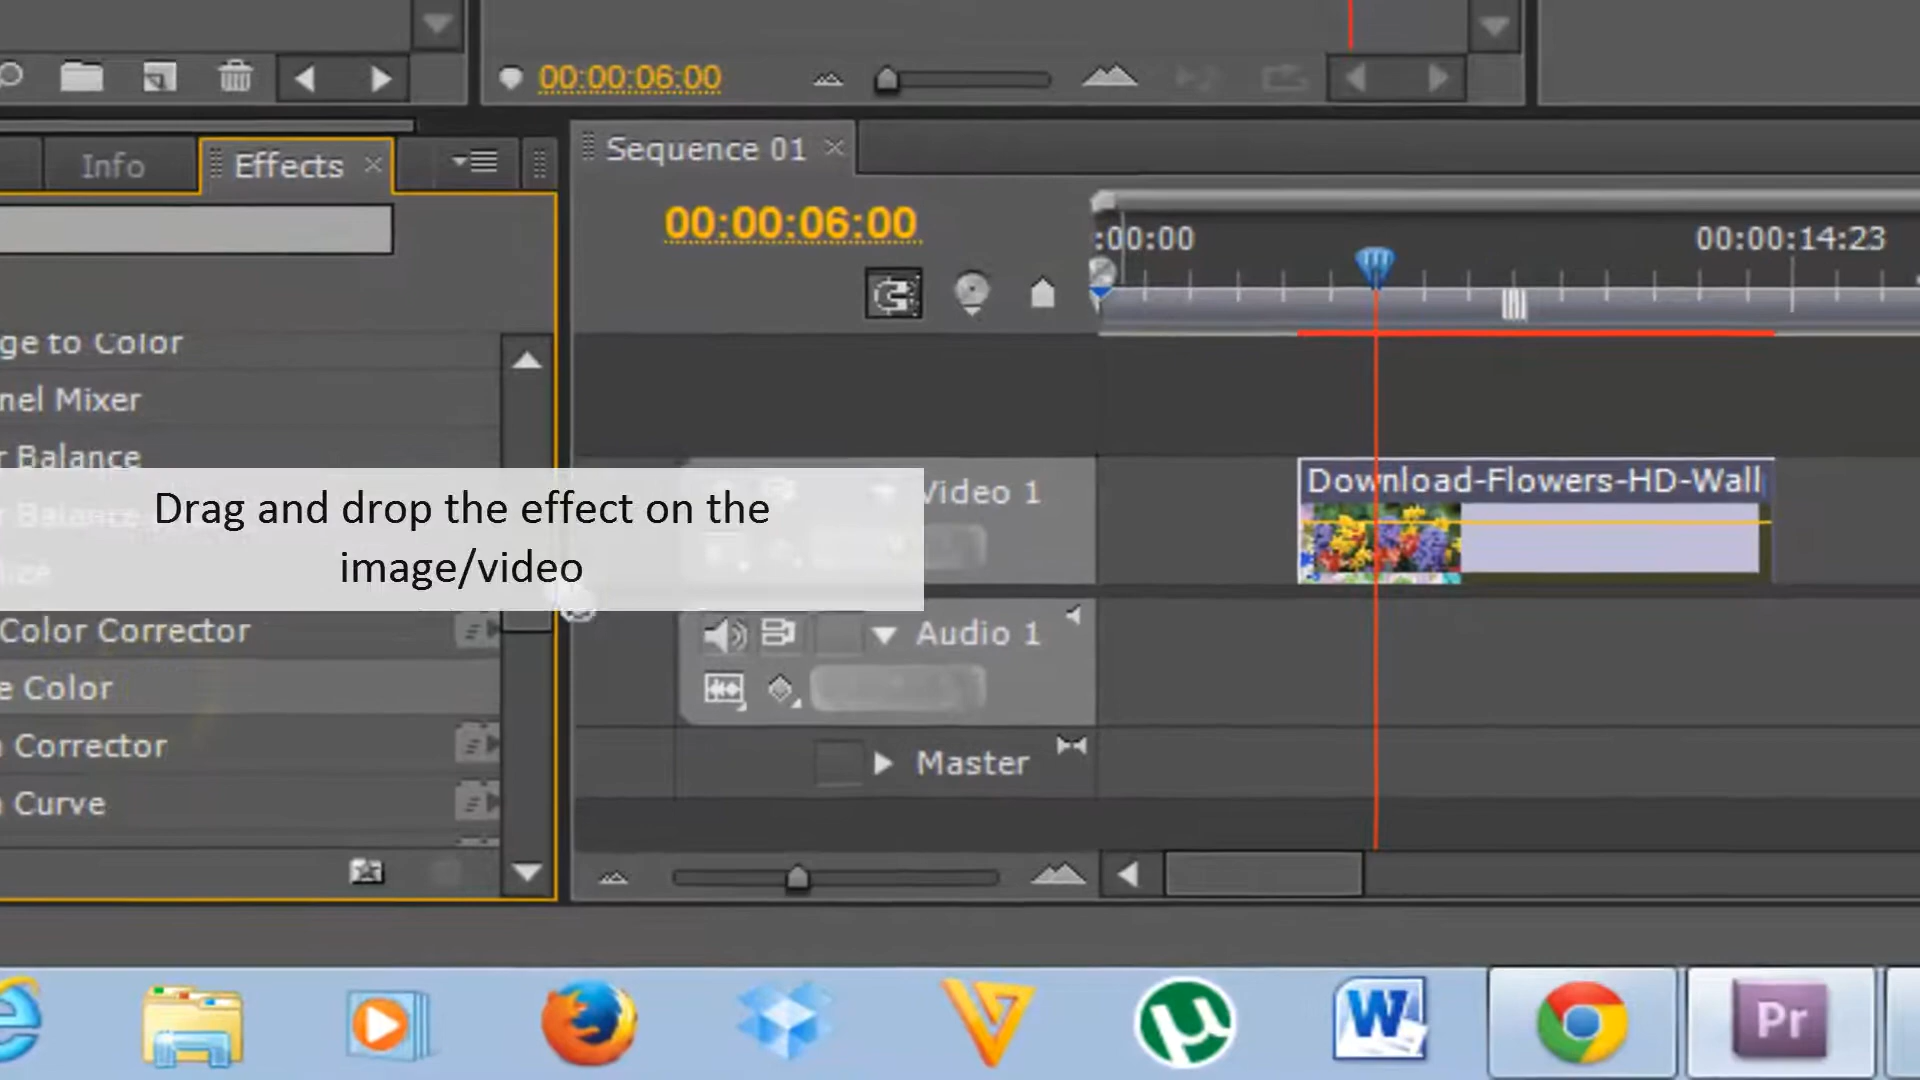 00:00:06:00
Info
Effects
Sequence 01
00:00:06:00
:00:00
00:00:14:23
ge to Color
nel Mixer
r Balance
Drag and drop the effect on the
image/video
Video 1
Download-Flowers-HD-Wall
Color Corrector
Audio 1
e Color
Corrector
Master
Curve
W
Pr